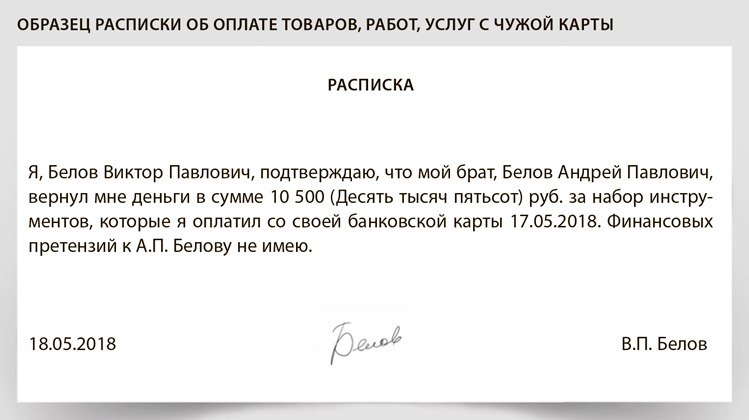 ОБРАЗЕЦ РАСПИСКИ ОБ ОПЛАТЕ ТОВАРОВ, РАБОТ, УСЛУГ С ЧУЖОЙ КАРТЫ
РАСПИСКА
Я, Белов Виктор Павлович, подтверждаю, что мой брат, Белов Андрей Павлович,
вернул мне деньги в сумме 10 500 (Десять тысяч пятьсот) руб. за набор инстру-
ментов, которые я оплатил со своей банковской карты 17.05.2018. Финансовых
претензий к А.П. Белову не имею.
18.05.2018 Белов В.П. Белов